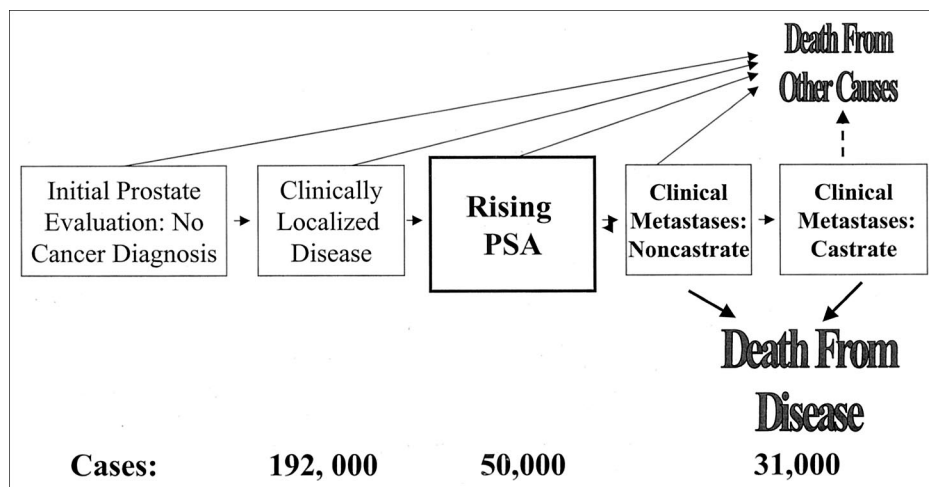 Death From
Other Causes
Initial Prostate
Evaluation: No
Cancer Diagnosis
Clinically
Localized
Disease
Rising
PSA
Clinical
Metastases:
Noncastrate
Clinical
Metastases:
Castrate
Death From
Disease
Cases: 192, 000 50,000 31,000